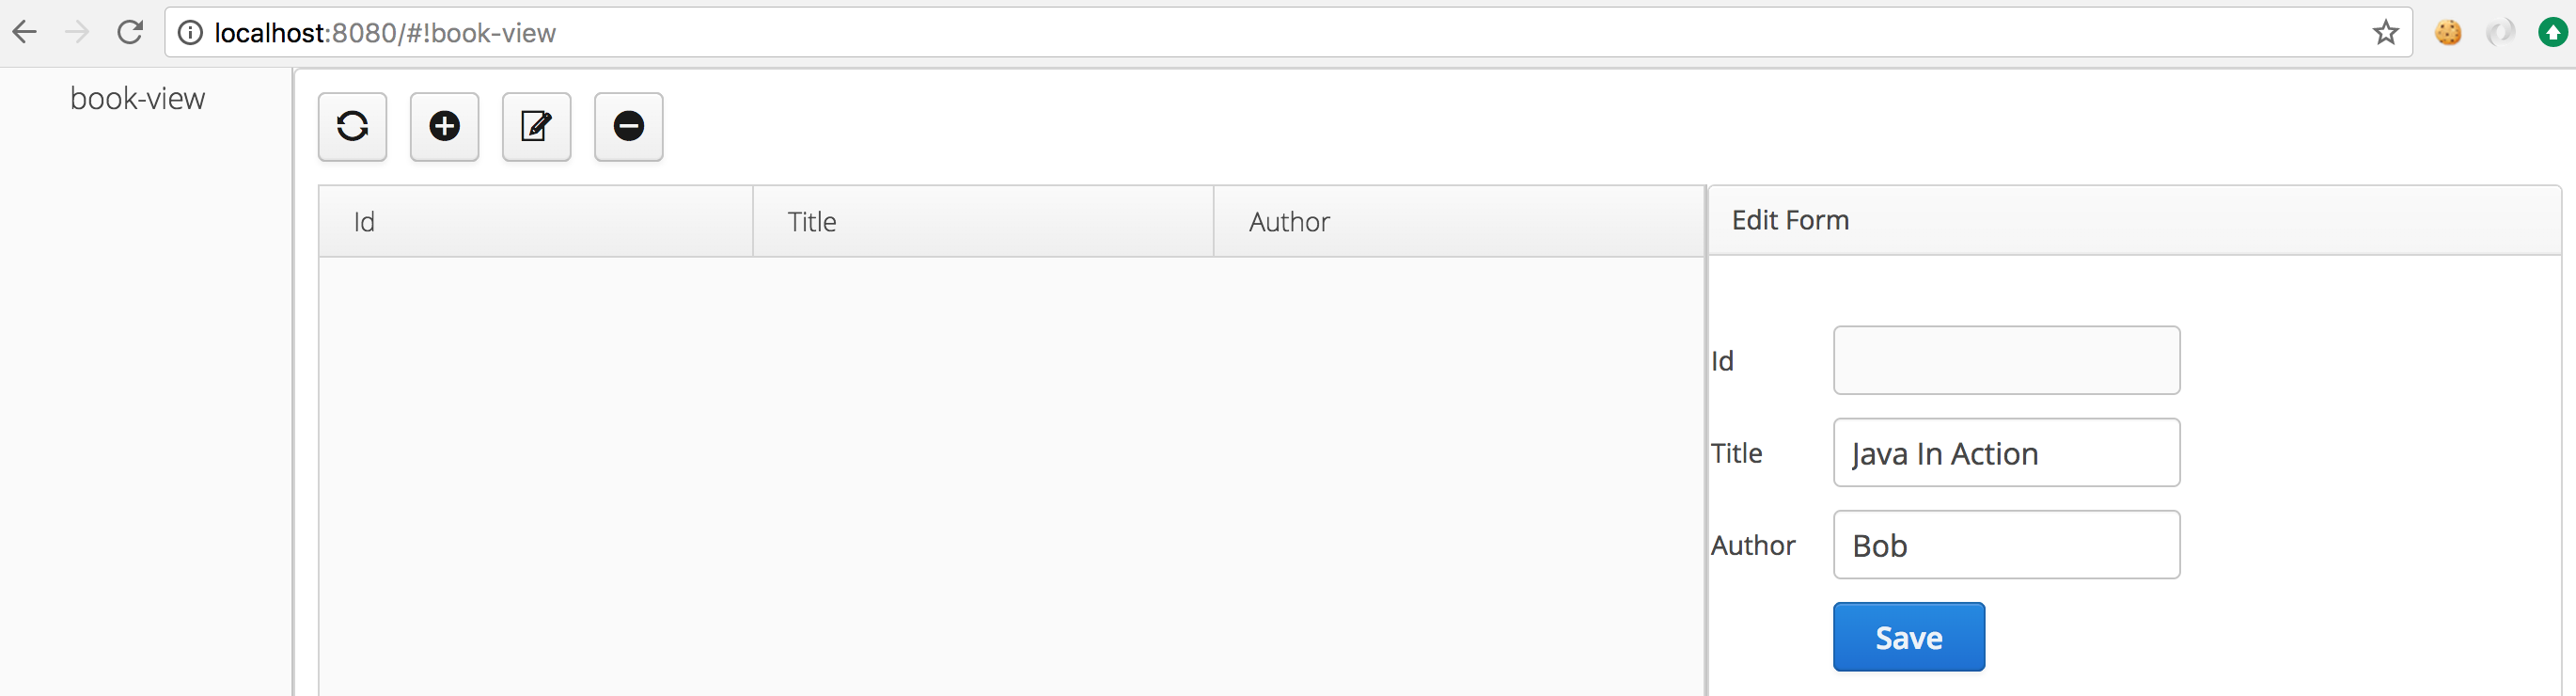 localhost:8080/#!book-view
book-view
Id Title Author
Edit Form
Id
Title Java In Action
Author Bob
Save